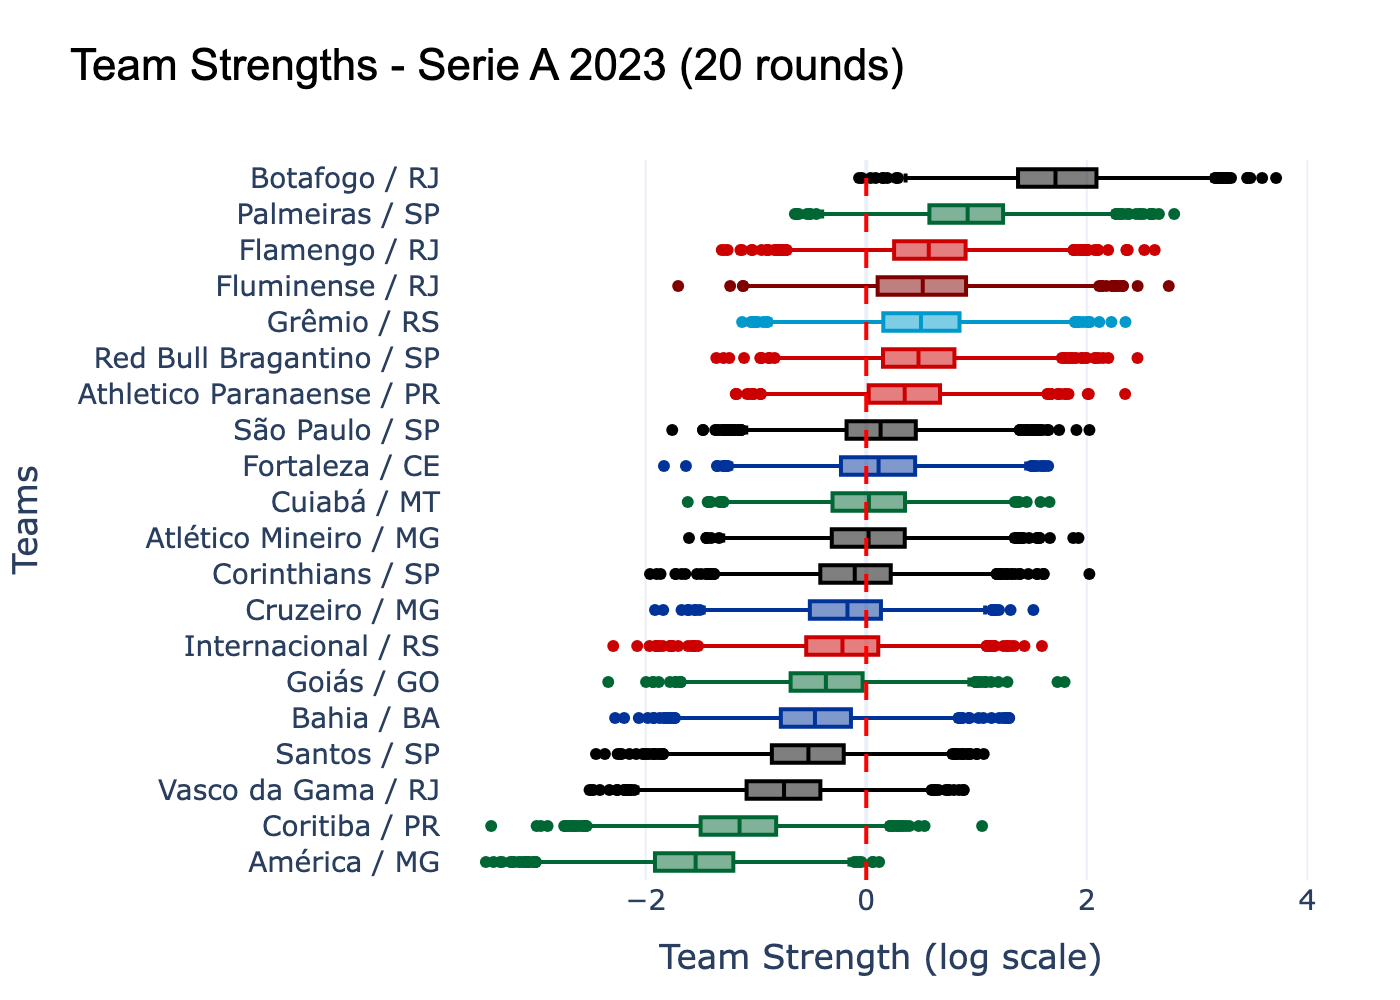 Team Strengths - Serie A 2023 (20 rounds)
Teams
Botafogo / RJ
Palmeiras / SP
Flamengo / RJ
Fluminense / RJ
Grêmio / RS
Red Bull Bragantino / SP
Athletico Paranaense / PR
São Paulo / SP
Fortaleza / CE
Cuiabá / MT
Atlético Mineiro / MG
Corinthians / SP
Cruzeiro / MG
Internacional / RS
Goiás / GO
Bahia / BA
Santos / SP
Vasco da Gama / RJ
Coritiba / PR
América / MG
−2 0 2 4
Team Strength (log scale)